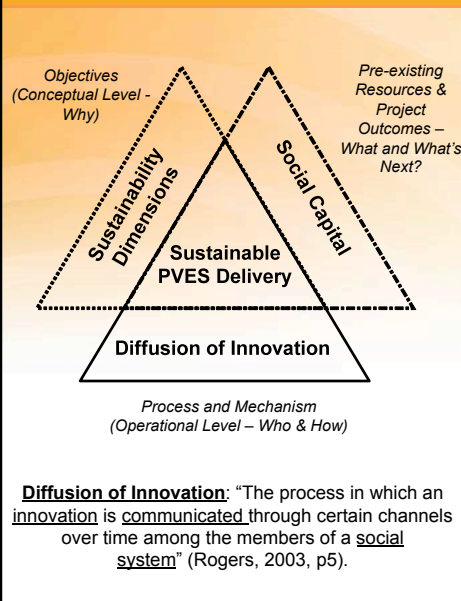 Objectives
(Conceptual Level -
Why)
Pre-existing
Resources &
Project
Outcomes –
What and What's
Next?
Sustainability
Dimensions
Social Capital
Sustainable
PVES Delivery
Diffusion of Innovation
Process and Mechanism
(Operational Level – Who & How)
Diffusion of Innovation: “The process in which an
innovation is communicated through certain channels
over time among the members of a social
system” (Rogers, 2003, p5).